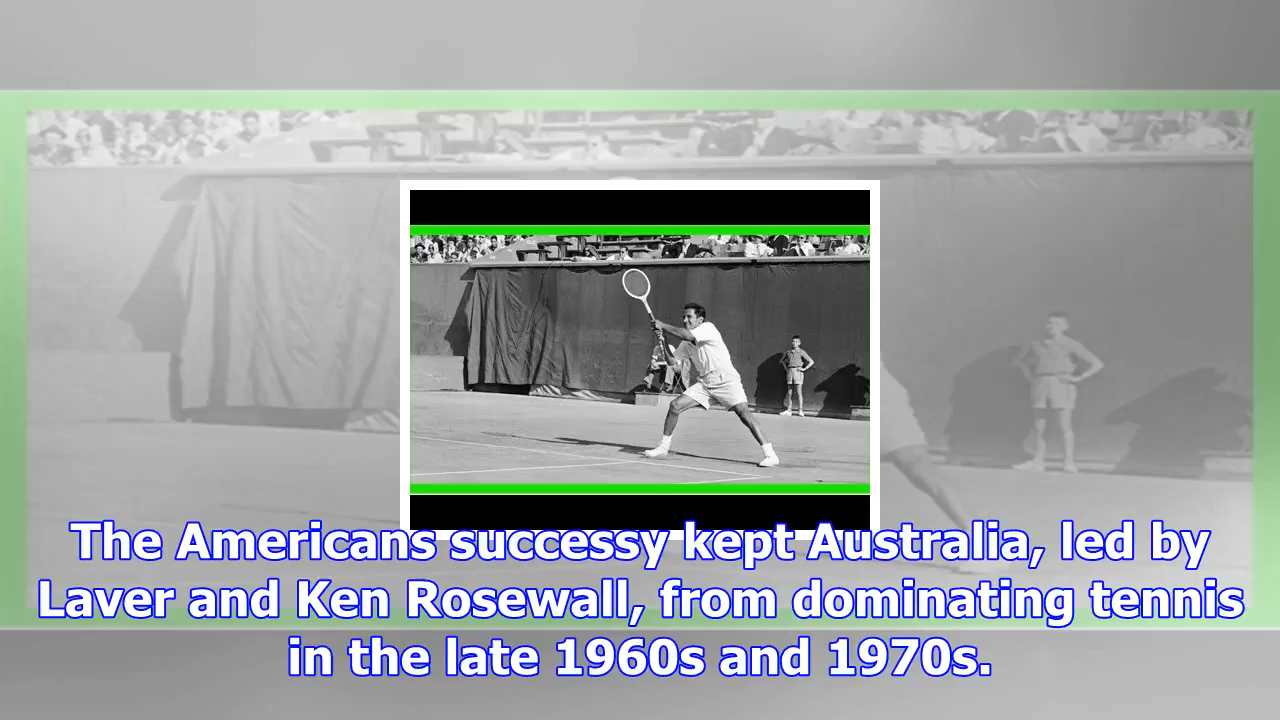 The Americans successy kept Australia, led by
Laver and Ken Rosewall, from dominating tennis
in the late 1960s and 1970s.